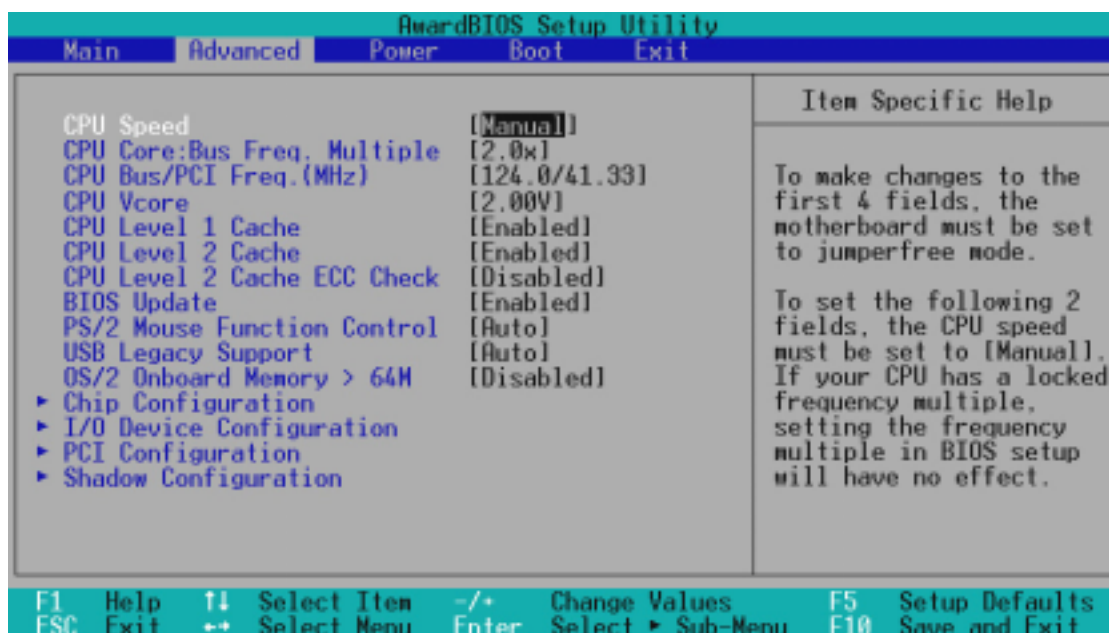 AwardBIOS Setup Utility
Main Advanced Power Boot Exit
CPU Speed [Manual]
CPU Core:Bus Freq. Multiple [2.0x]
CPU Bus/PCI Freq.(MHz) [124.0/41.33]
CPU Vcore [2.00V]
CPU Level 1 Cache [Enabled]
CPU Level 2 Cache [Enabled]
CPU Level 2 Cache ECC Check [Disabled]
BIOS Update [Enabled]
PS/2 Mouse Function Control [Auto]
USB Legacy Support [Auto]
OS/2 Onboard Memory > 64M [Disabled]
► Chip Configuration
► I/O Device Configuration
► PCI Configuration
► Shadow Configuration
Item Specific Help
To make changes to the
first 4 fields, the
motherboard must be set
to jumperfree mode.
To set the following 2
fields, the CPU speed
must be set to [Manual].
If your CPU has a locked
frequency multiple,
setting the frequency
multiple in BIOS setup
will have no effect.
F1 Help ↑↓ Select Item -/+ Change Values F5 Setup Defaults
ESC Exit ←→ Select Menu Enter Select ► Sub-Menu F10 Save and Exit